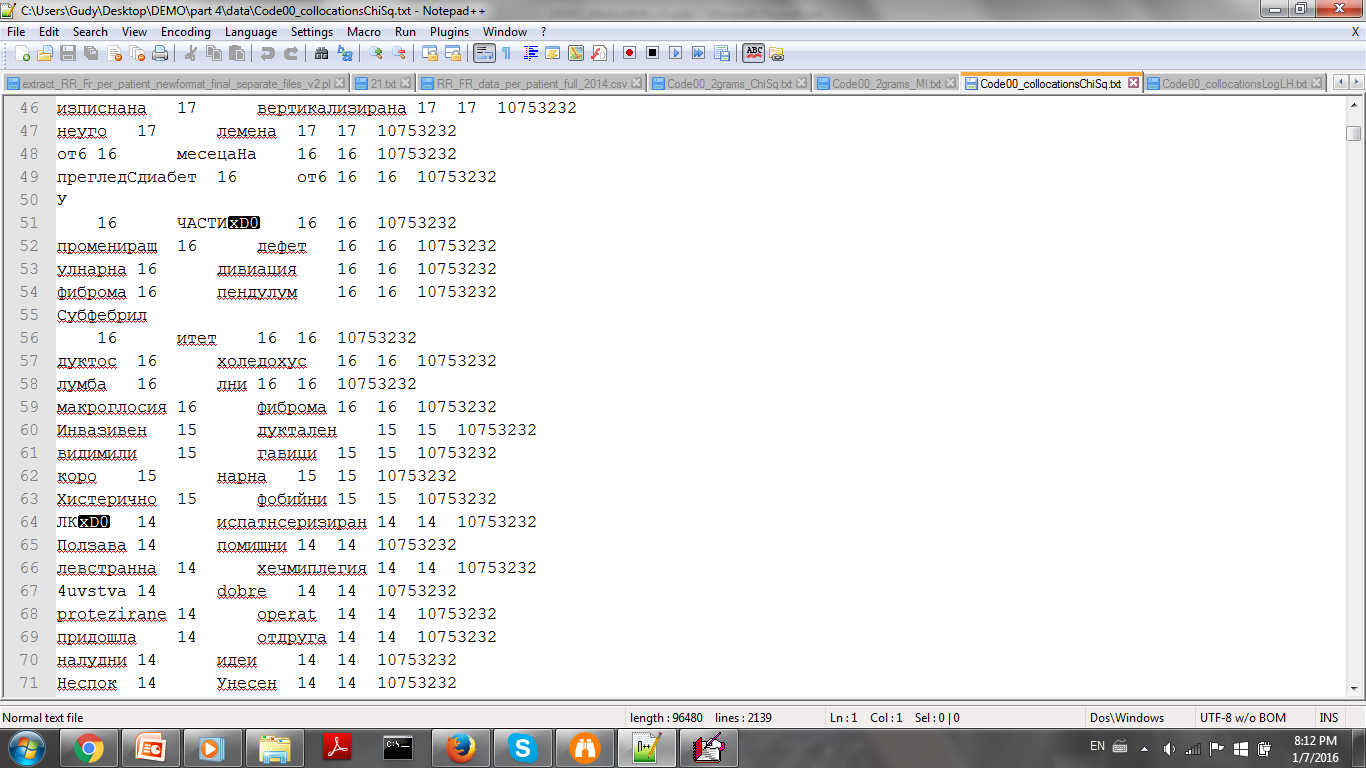 C:\Users\Gudy\Desktop\DEMO\part 4\data\Code00_collocationsChiSq.txt - Notepad++
File Edit Search View Encoding Language Settings Macro Run Plugins Window ? X
extract_RR_Fr_per_patient_newformat_final_separate_files_v2.pl 21.txt RR_FR_data_per_patient_full_2014.csv Code00_2grams_ChiSq.txt Code00_2grams_MI.txt Code00_collocationsChiSq.txt Code00_collocationsLogLH.txt
46 изписнана 17 вертикализирана 17 17 10753232
47 неуго 17 лемена 17 17 10753232
48 от6 16 месецаНа 16 16 10753232
49 прегледСдиабет 16 от6 16 16 10753232
50 У
51 16 ЧАСТИxD0 16 16 10753232
52 промениращ 16 дефет 16 16 10753232
53 улнарна 16 дивиация 16 16 10753232
54 фиброма 16 пендулум 16 16 10753232
55 Субфебрил
56 16 итет 16 16 10753232
57 дуктос 16 холедохус 16 16 10753232
58 лумба 16 лни 16 16 10753232
59 макроглосия 16 фиброма 16 16 10753232
60 Инвазивен 15 дуктален 15 15 10753232
61 видимили 15 гавици 15 15 10753232
62 коро 15 нарна 15 15 10753232
63 Хистерично 15 фобийни 15 15 10753232
64 ЛКxD0 14 испатнсеризиран 14 14 10753232
65 Ползава 14 помишни 14 14 10753232
66 левстранна 14 хечмиплегия 14 14 10753232
67 4uvstva 14 dobre 14 14 10753232
68 protezirane 14 operat 14 14 10753232
69 придошла 14 отдруга 14 14 10753232
70 налудни 14 идеи 14 14 10753232
71 Неспок 14 Унесен 14 14 10753232
Normal text file length : 96480 lines : 2139 Ln : 1 Col : 1 Sel : 0 | 0 Dos\Windows UTF-8 w/o BOM INS
EN 8:12 PM
1/7/2016